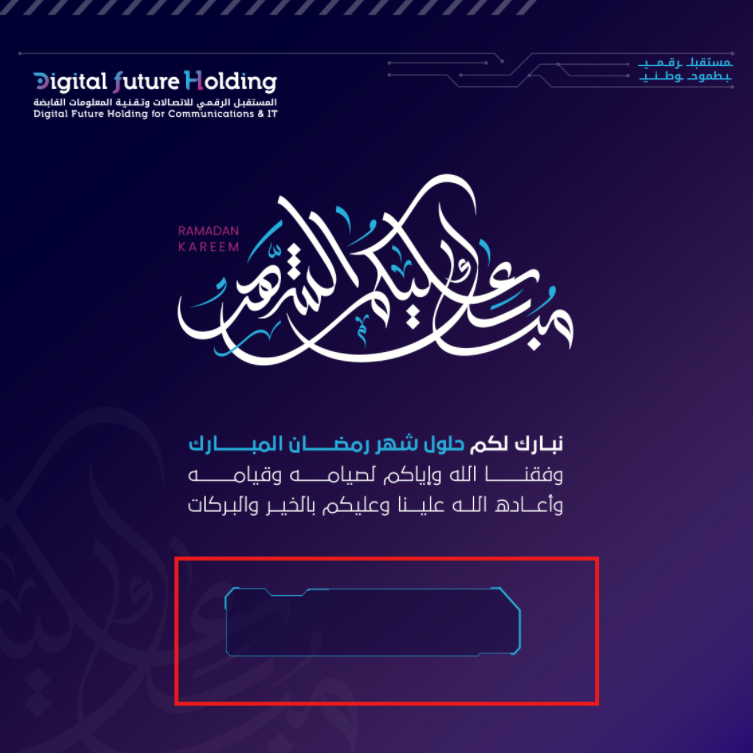 Digital Future Holding
المستقبل الرقمي للاتصالات وتقنية المعلومات القابضة
Digital Future Holding for Communications & IT
مستقبل رقمي
بطموح وطني
RAMADAN
KAREEM
مبارك عليكم الشهر
نبارك لكم حلول شهر رمضان المبارك
وفقنا الله وإياكم لصيامه وقيامه
وأعاده الله علينا وعليكم بالخير والبركات